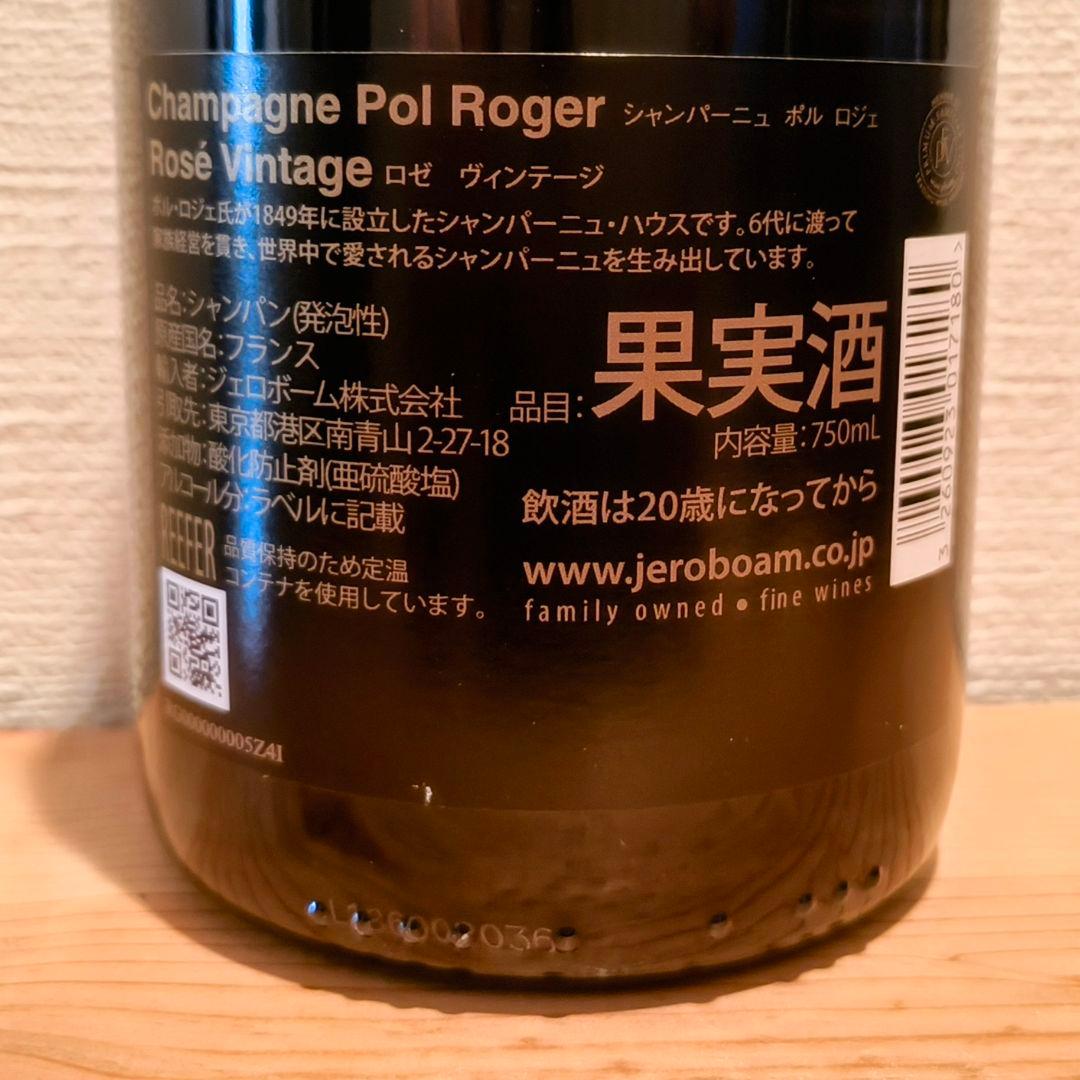 Champagne Pol Roger シャンパーニュ ポル ロジェ
Rosé Vintage ロゼ ヴィンテージ
ポル・ロジェ氏が1849年に設立したシャンパーニュ・ハウスです。6代に渡って
家族経営を貫き、世界中で愛されるシャンパーニュを生み出しています。
品名:シャンパン(発泡性)
原産国名:フランス
輸入者:ジェロボーム株式会社
引取先:東京都港区南青山2-27-18
添加物:酸化防止剤(亜硫酸塩)
アルコール分:ラベルに記載
REEFER 品質保持のため定温
コンテナを使用しています。
品目:果実酒
内容量:750mL
飲酒は20歳になってから
www.jeroboam.co.jp
family owned ● fine wines
3 260923 017180 >
L186002036